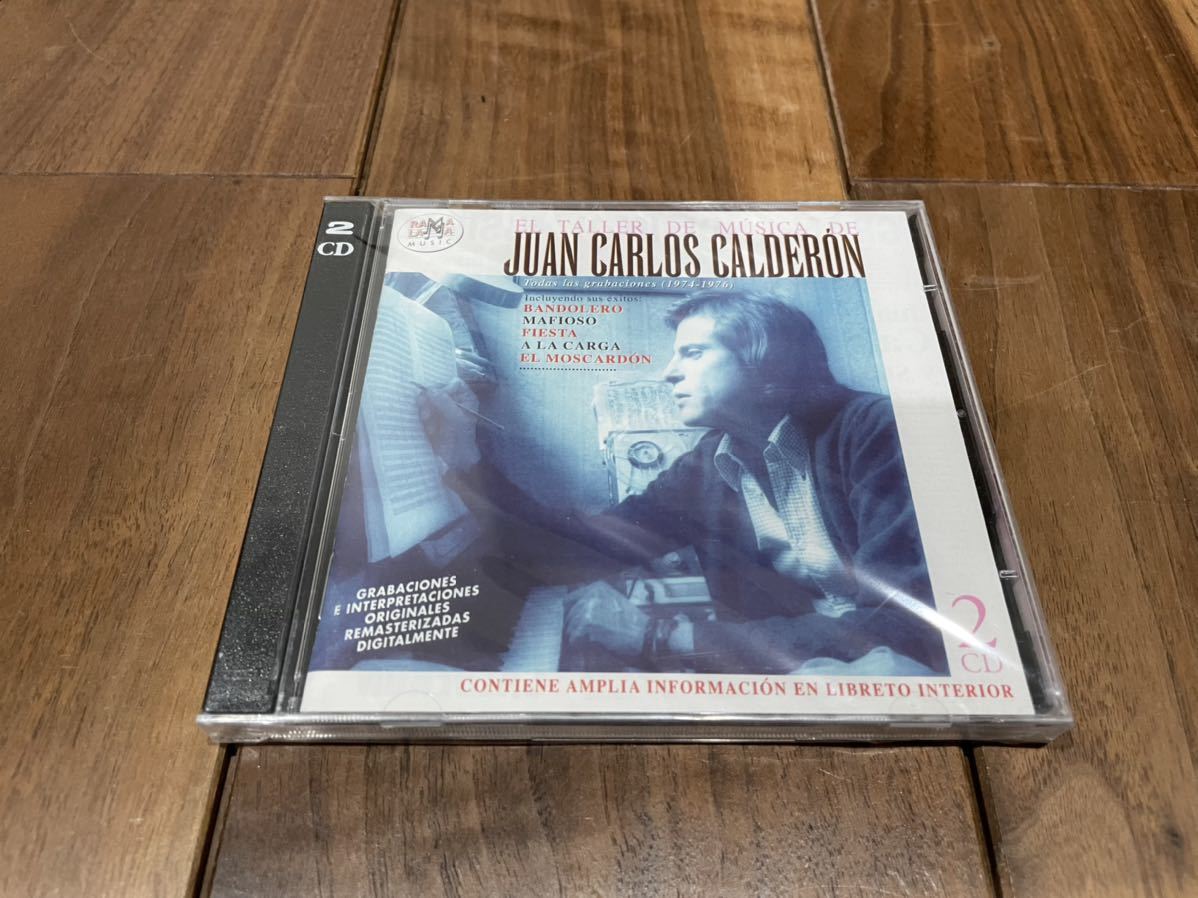 2
CD
RAMA
LAMA
MUSIC
EL TALLER DE MÚSICA DE
JUAN CARLOS CALDERÓN
Todas las grabaciones (1974-1976)
Incluyendo sus éxitos:
BANDOLERO
MAFIOSO
FIESTA
A LA CARGA
EL MOSCARDÓN
GRABACIONES
E INTERPRETACIONES
ORIGINALES
REMASTERIZADAS
DIGITALMENTE
2
CD
CONTIENE AMPLIA INFORMACIÓN EN LIBRETO INTERIOR